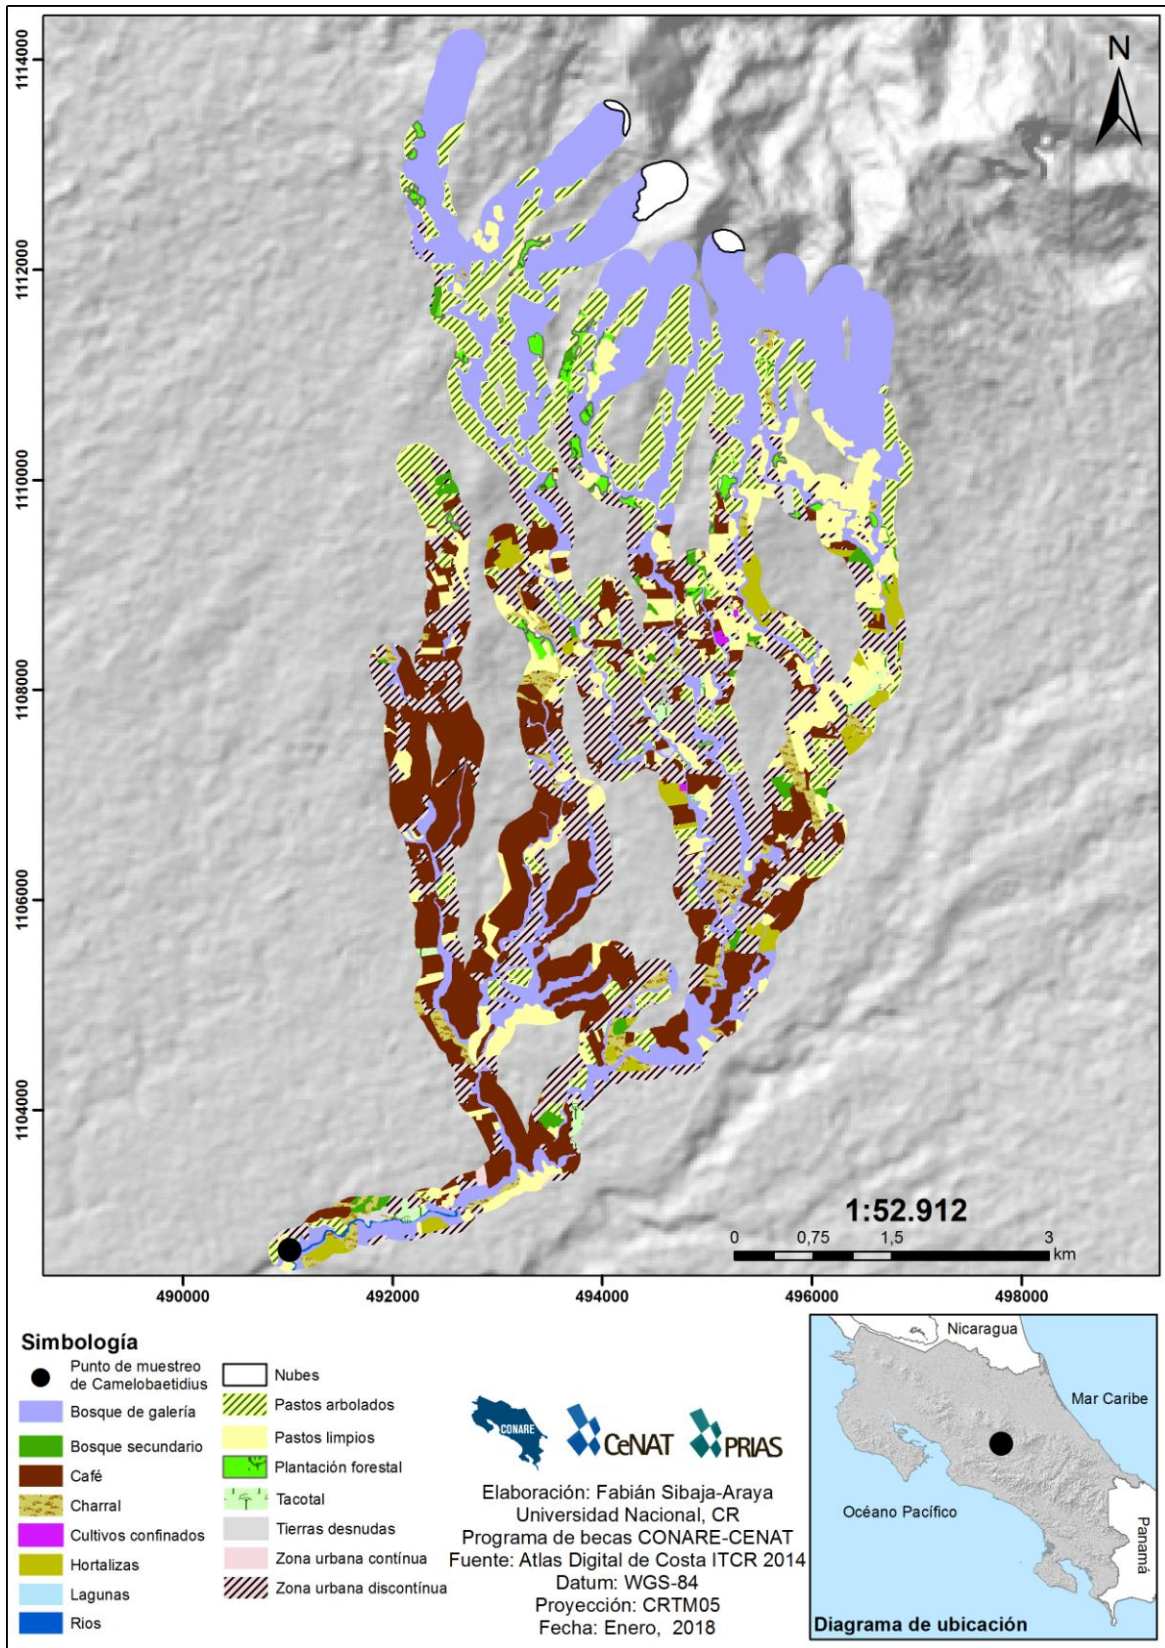 N
1114000
1112000
1110000
1108000
1106000
1104000
1:52.912
0 0,75 1,5 3
km
490000 492000 494000 496000 498000
Simbología
Punto de muestreo
de Camelobaetidius
Bosque de galería
Bosque secundario
Café
Charral
Cultivos confinados
Hortalizas
Lagunas
Rios
Nubes
Pastos arbolados
Pastos limpios
Plantación forestal
Tacotal
Tierras desnudas
Zona urbana contínua
Zona urbana discontínua
CONARE
CeNAT
PRIAS
Elaboración: Fabián Sibaja-Araya
Universidad Nacional, CR
Programa de becas CONARE-CENAT
Fuente: Atlas Digital de Costa ITCR 2014
Datum: WGS-84
Proyección: CRTM05
Fecha: Enero, 2018
Nicaragua
Mar Caribe
Océano Pacífico
Panamá
Diagrama de ubicación